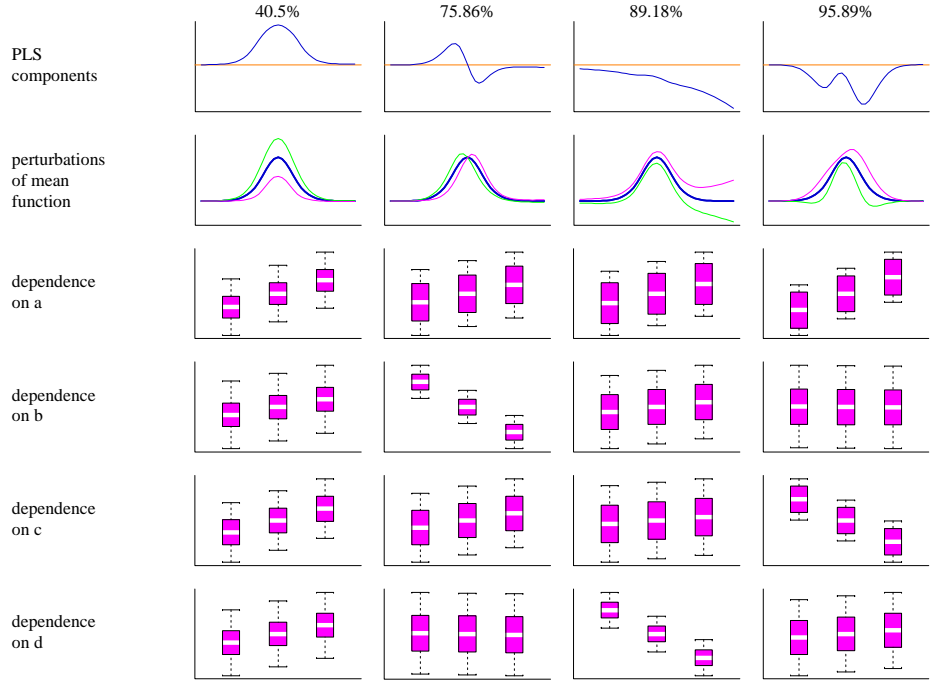 40.5% 75.86% 89.18% 95.89%
PLS
components
perturbations
of mean
function
dependence
on a
dependence
on b
dependence
on c
dependence
on d